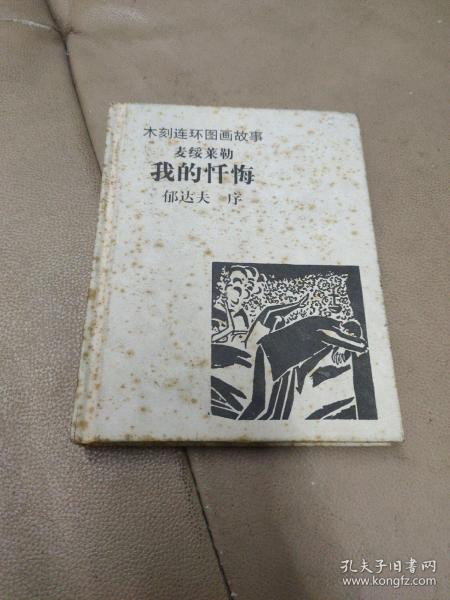 木刻连环图画故事
麦绥莱勒
我的忏悔
郁达夫 序
孔夫子旧书网
www.kongfz.com